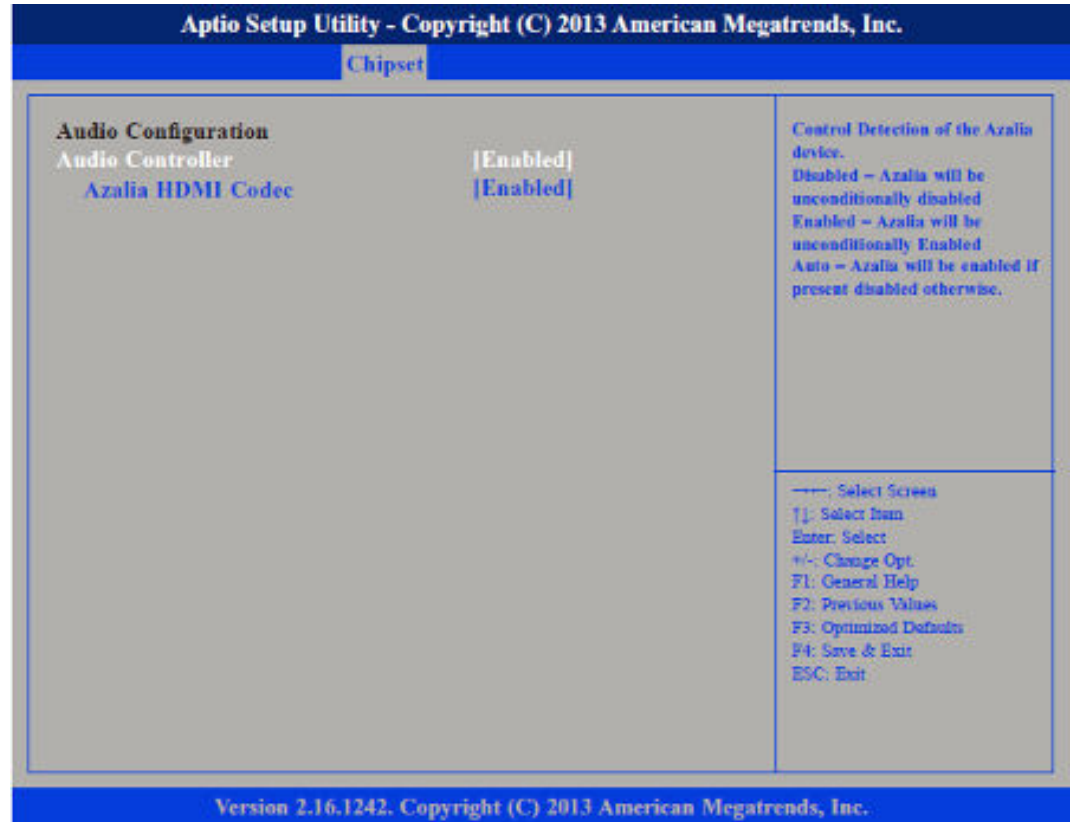 Aptio Setup Utility - Copyright (C) 2013 American Megatrends, Inc.
Chipset
Audio Configuration
Audio Controller [Enabled]
Azalia HDMI Codec [Enabled]
Control Detection of the Azalia
device.
Disabled – Azalia will be
unconditionally disabled
Enabled – Azalia will be
unconditionally Enabled
Auto – Azalia will be enabled if
present disabled otherwise.
→←: Select Screen
↑↓: Select Item
Enter: Select
+/-: Change Opt.
F1: General Help
F2: Previous Values
F3: Optimized Defaults
F4: Save & Exit
ESC: Exit
Version 2.16.1242. Copyright (C) 2013 American Megatrends, Inc.